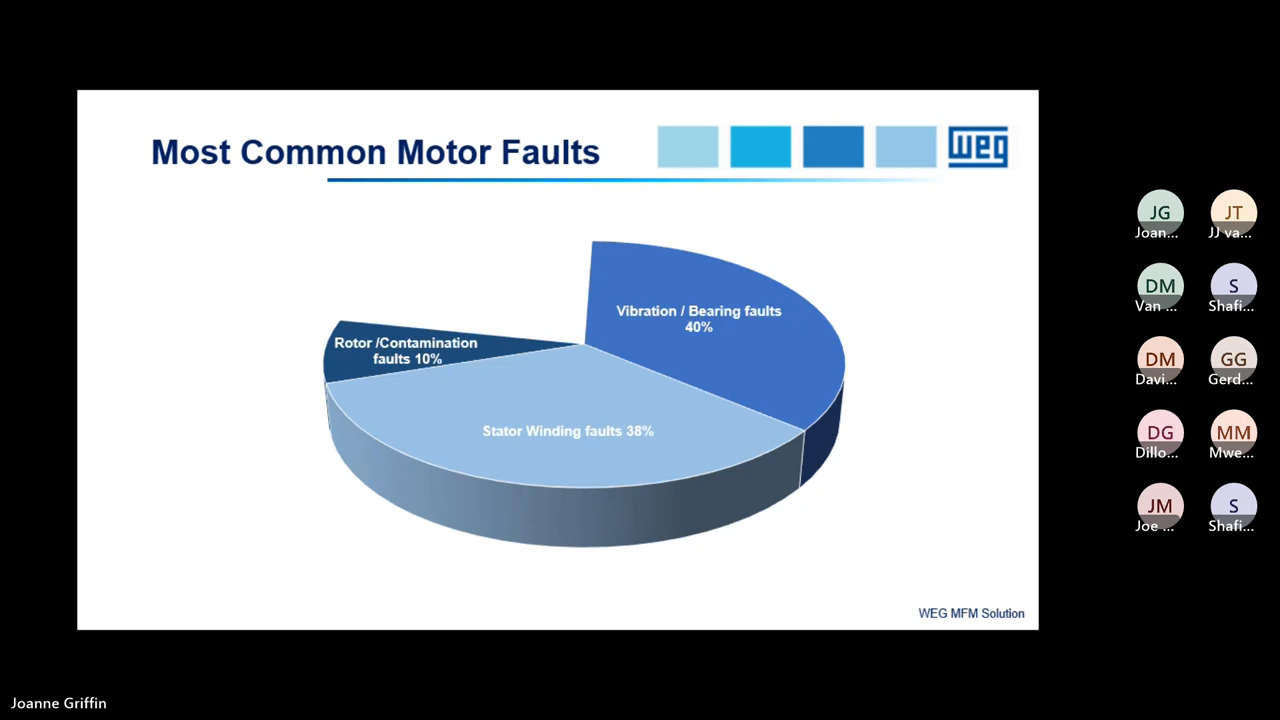 Most Common Motor Faults
weg
Vibration / Bearing faults
40%
Rotor /Contamination
faults 10%
Stator Winding faults 38%
WEG MFM Solution
JG
JT
Joan...
JJ va...
DM
S
Van ...
Shafi...
DM
GG
Davi...
Gerd...
DG
MM
Dillo...
Mwe...
JM
S
Joe ...
Shafi...
Joanne Griffin